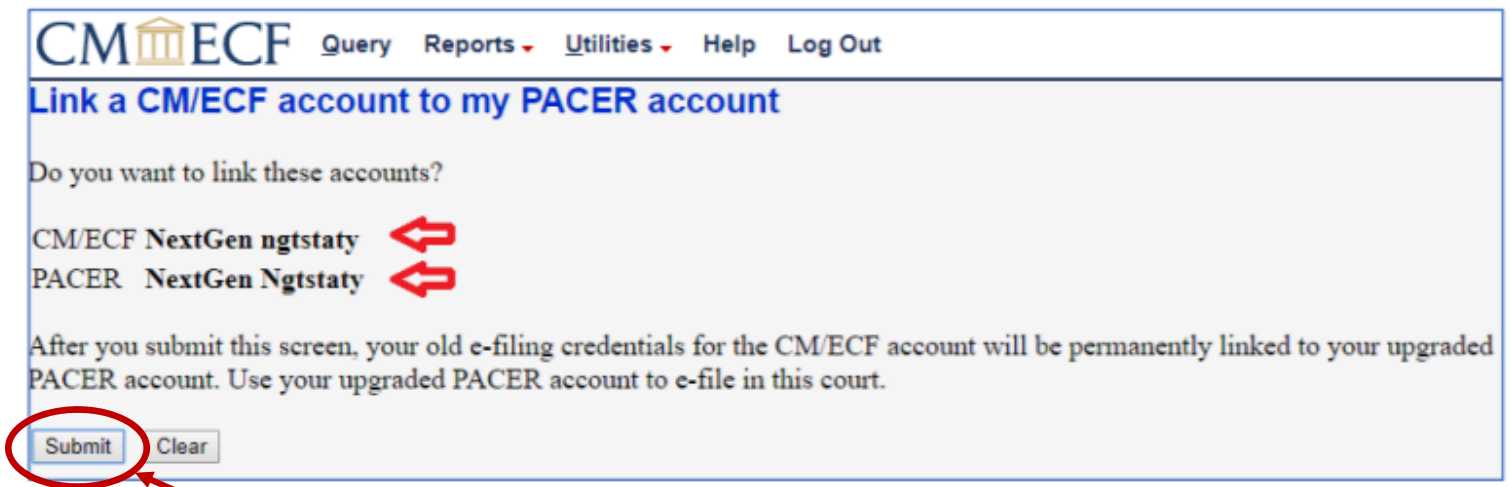 CM ECF Query Reports Utilities Help Log Out
Link a CM/ECF account to my PACER account
Do you want to link these accounts?
CM/ECF NextGen ngtstaty
PACER NextGen Ngtstaty
After you submit this screen, your old e-filing credentials for the CM/ECF account will be permanently linked to your upgraded
PACER account. Use your upgraded PACER account to e-file in this court.
Submit Clear